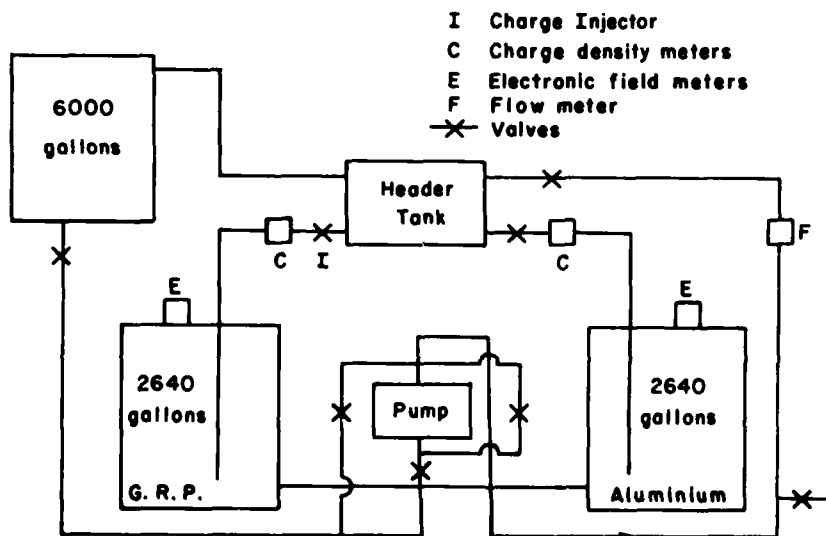 I Charge Injector
C Charge density meters
E Electronic field meters
F Flow meter
Valves
6000
gallons
Header
Tank
F
C
I
C
E
E
2640
gallons
Pump
2640
gallons
G. R. P.
Aluminium